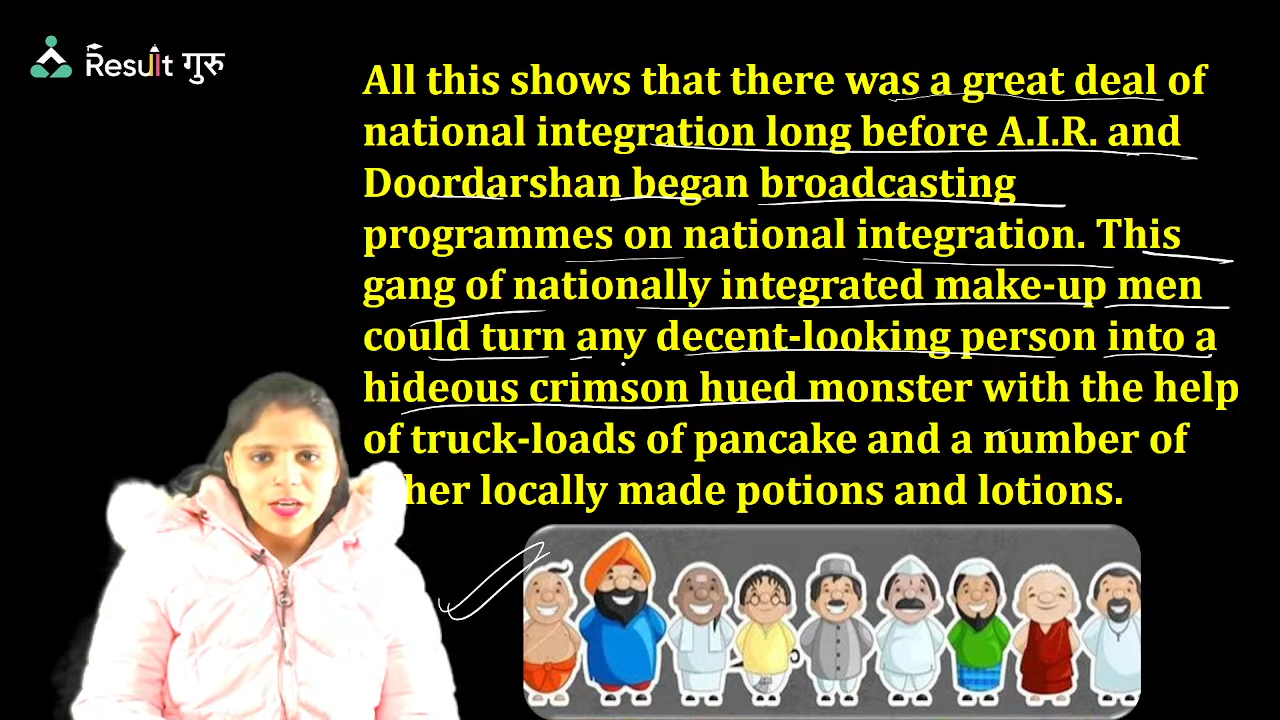 Result गुरु
All this shows that there was a great deal of
national integration long before A.I.R. and
Doordarshan began broadcasting
programmes on national integration. This
gang of nationally integrated make-up men
could turn any decent-looking person into a
hideous crimson hued monster with the help
of truck-loads of pancake and a number of
her locally made potions and lotions.